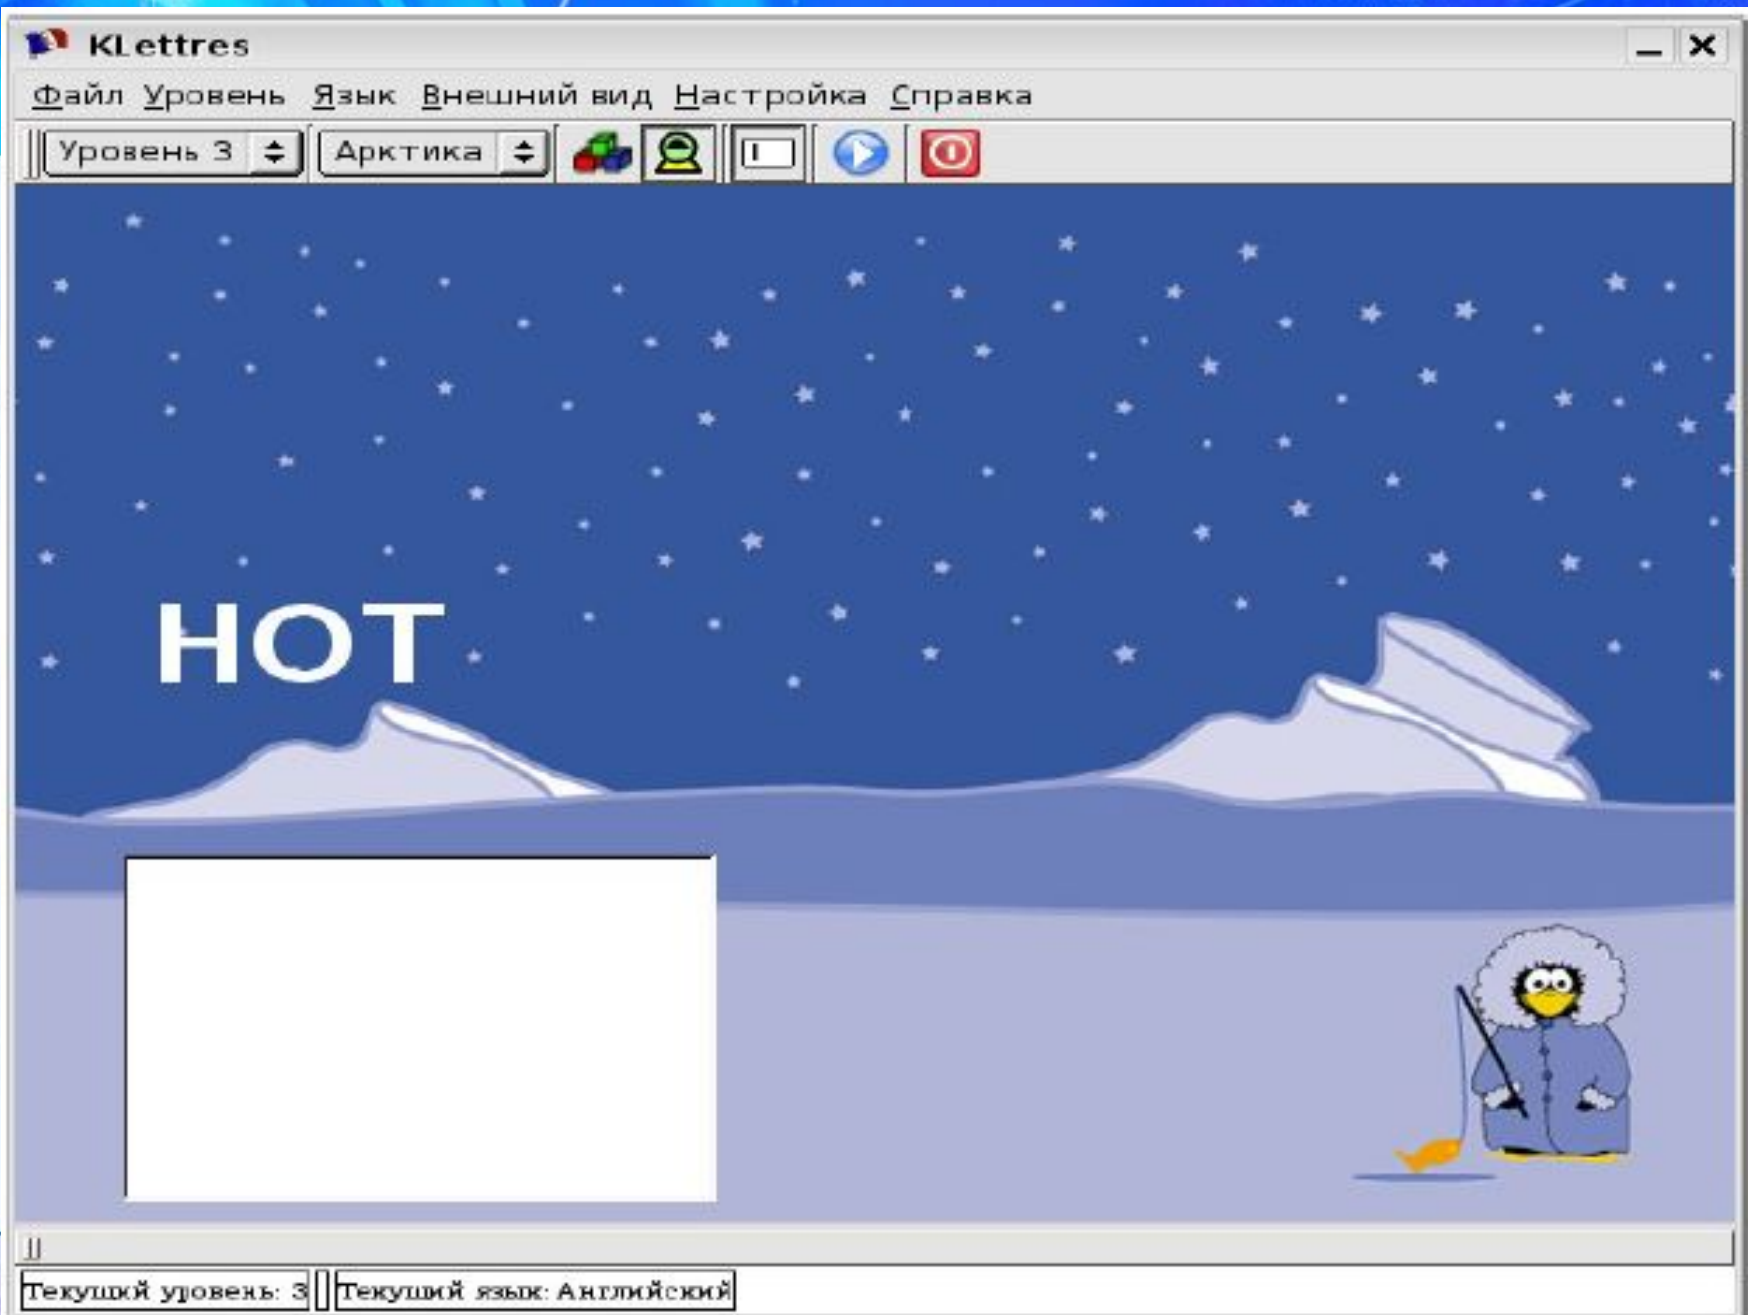 KLettres
Файл Уровень Язык Внешний вид Настройка Справка
Уровень 3 Арктика
HOT
Текущий уровень: 3 Текущий язык: Английский